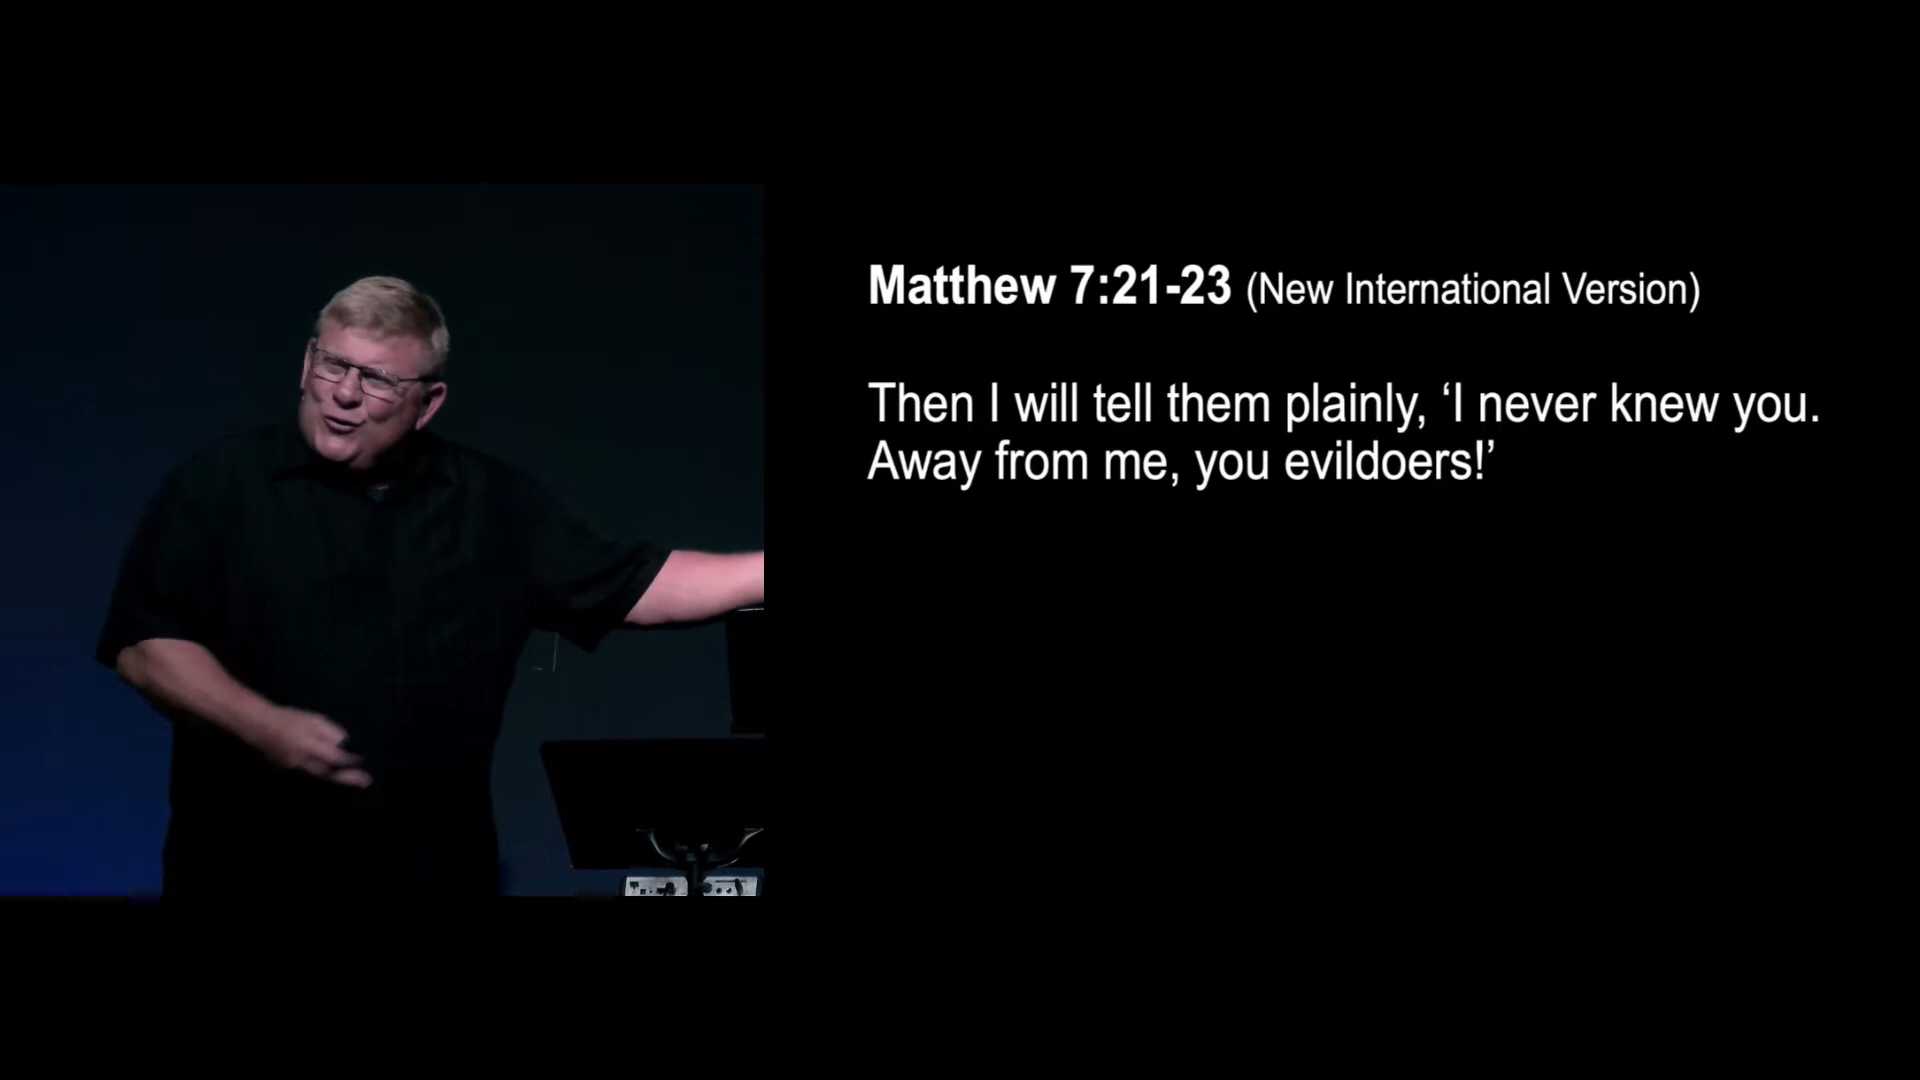 Matthew 7:21-23 (New International Version)
Then I will tell them plainly, ‘I never knew you.
Away from me, you evildoers!’